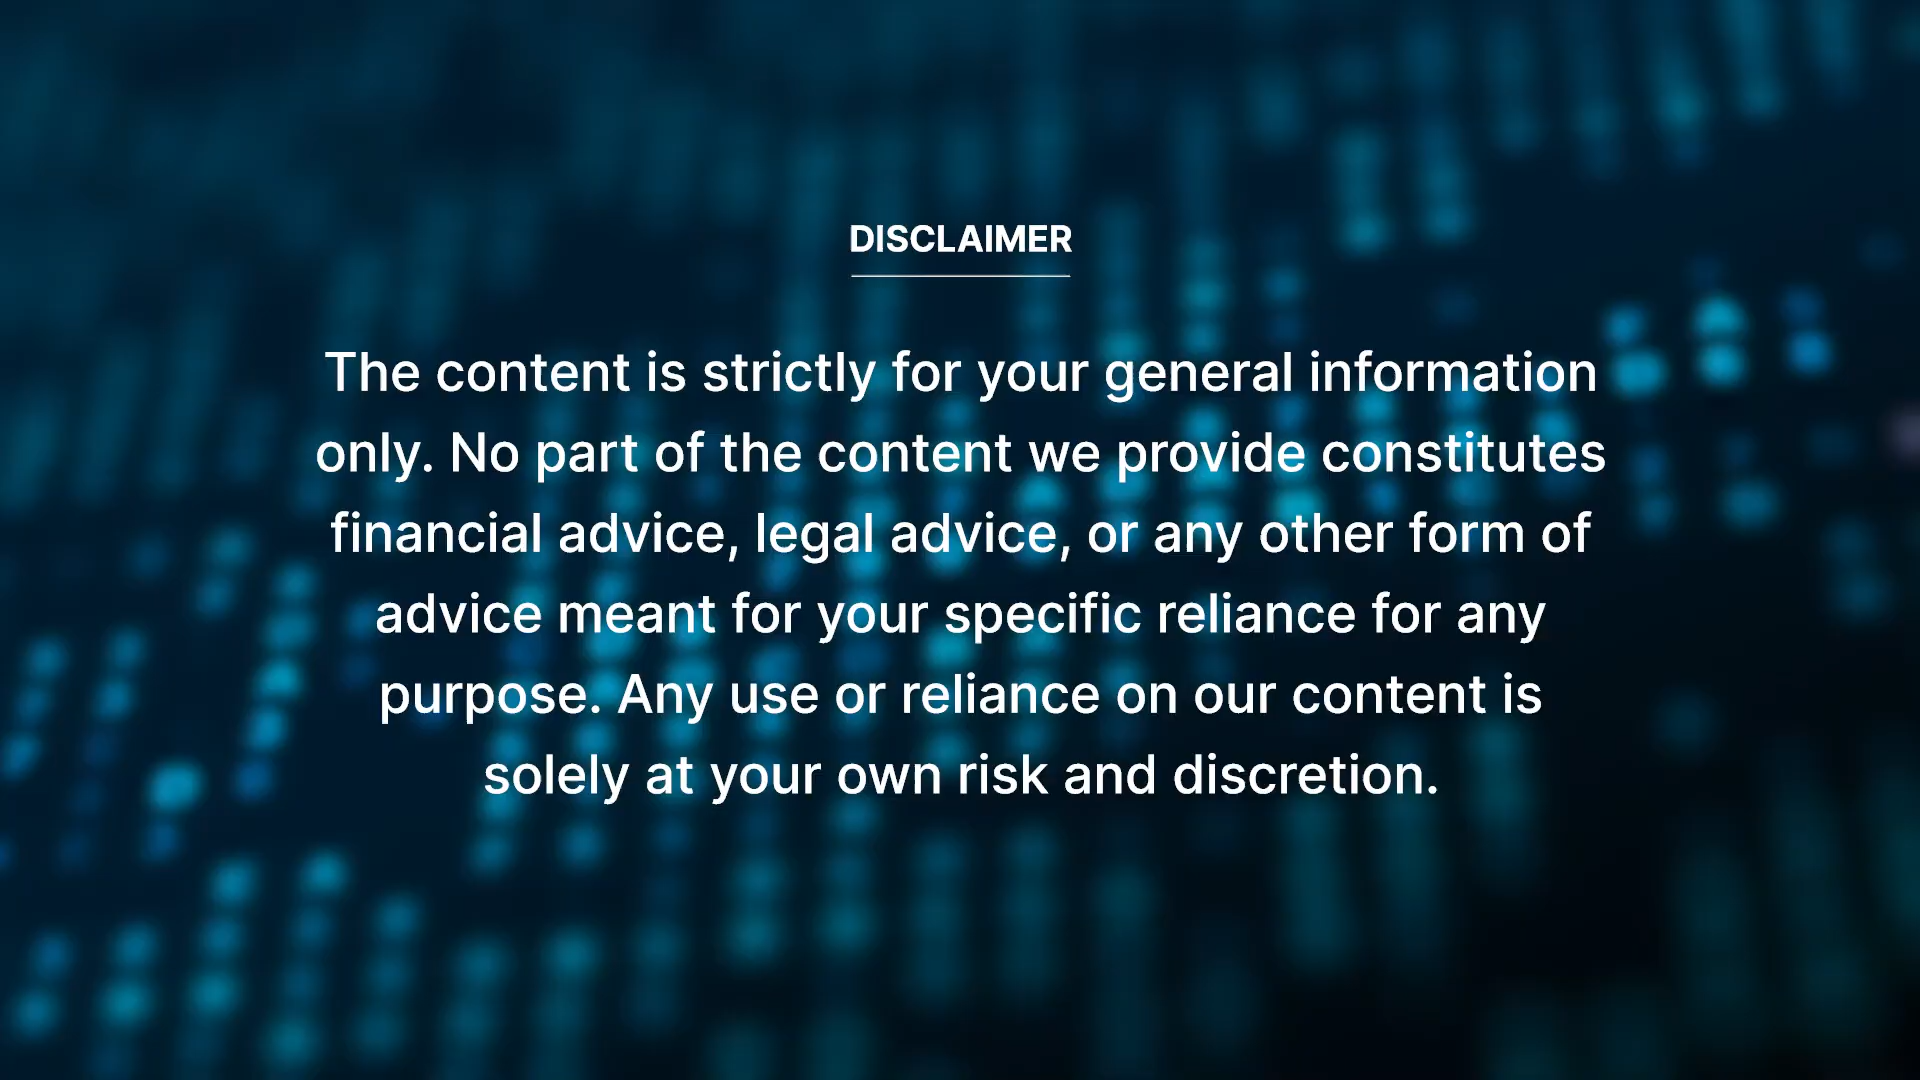 DISCLAIMER
The content is strictly for your general information
only. No part of the content we provide constitutes
financial advice, legal advice, or any other form of
advice meant for your specific reliance for any
purpose. Any use or reliance on our content is
solely at your own risk and discretion.